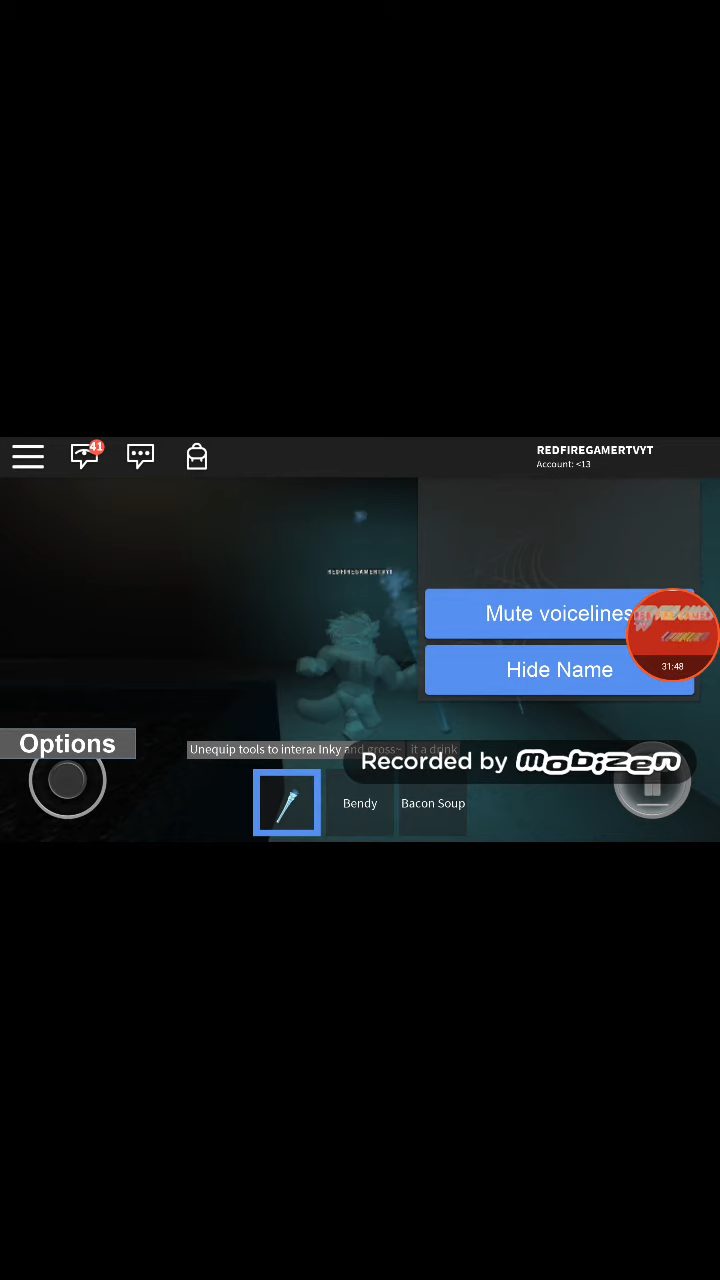 41
REDFIREGAMERTVYT
Account: <13
REDFIREGAMERTVYT
Mute voicelines
31:48
Hide Name
Options
Unequip tools to interac Inky and gross~ it a drink
Recorded by Mobizen
Bendy
Bacon Soup